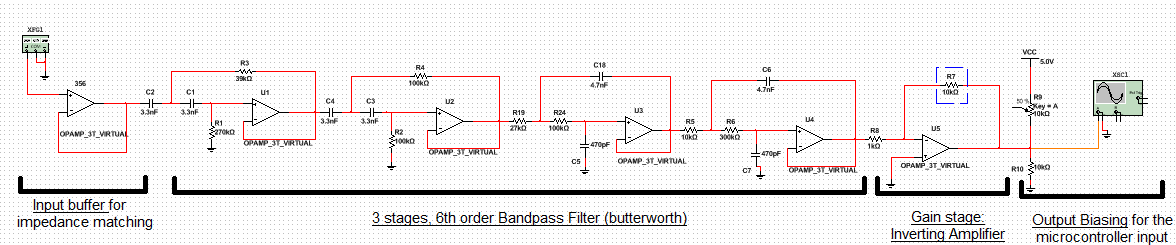 XFG1
COM
356
OPAMP_3T_VIRTUAL
C2
3.3nF
C1
3.3nF
R3
39kΩ
R1
270kΩ
U1
OPAMP_3T_VIRTUAL
C4
3.3nF
C3
3.3nF
R4
100kΩ
R2
100kΩ
U2
OPAMP_3T_VIRTUAL
R19
27kΩ
R24
100kΩ
C18
4.7nF
C5
470pF
U3
OPAMP_3T_VIRTUAL
R5
10kΩ
R6
300kΩ
C6
4.7nF
C7
470pF
U4
OPAMP_3T_VIRTUAL
R8
1kΩ
R7
10kΩ
U5
OPAMP_3T_VIRTUAL
VCC
5.0V
R9
50 %
Key = A
10kΩ
R10
10kΩ
XSC1
Ext Trig
Input buffer for
impedance matching
3 stages, 6th order Bandpass Filter (butterworth)
Gain stage:
Inverting Amplifier
Output Biasing for the
microcontroller input